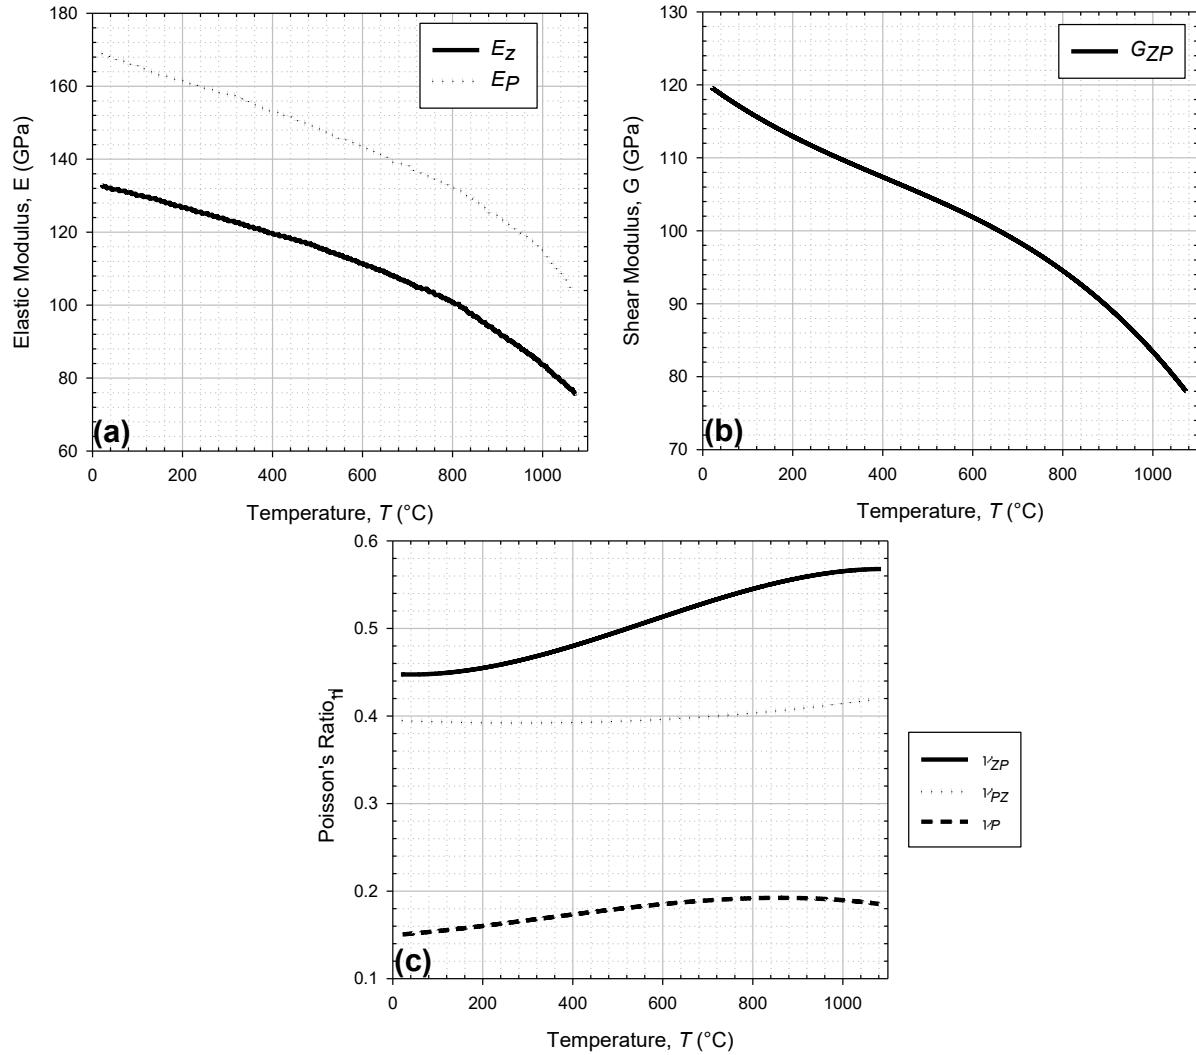 180
160
140
120
100
80
60
Elastic Modulus, E (GPa)
E_Z
E_P
(a)
0 200 400 600 800 1000
Temperature, T (°C)
130
120
110
100
90
80
70
Shear Modulus, G (GPa)
G_ZP
(b)
0 200 400 600 800 1000
Temperature, T (°C)
0.6
0.5
0.4
0.3
0.2
0.1
Poisson's Ratio
(c)
0 200 400 600 800 1000
Temperature, T (°C)
ν_ZP
ν_PZ
ν_P